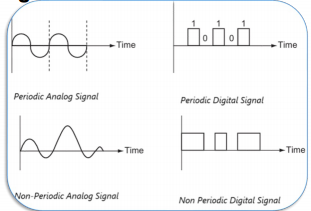 Time
1 1 1
0 0
Time
Periodic Analog Signal
Periodic Digital Signal
Time
Time
Non-Periodic Analog Signal
Non Periodic Digital Signal